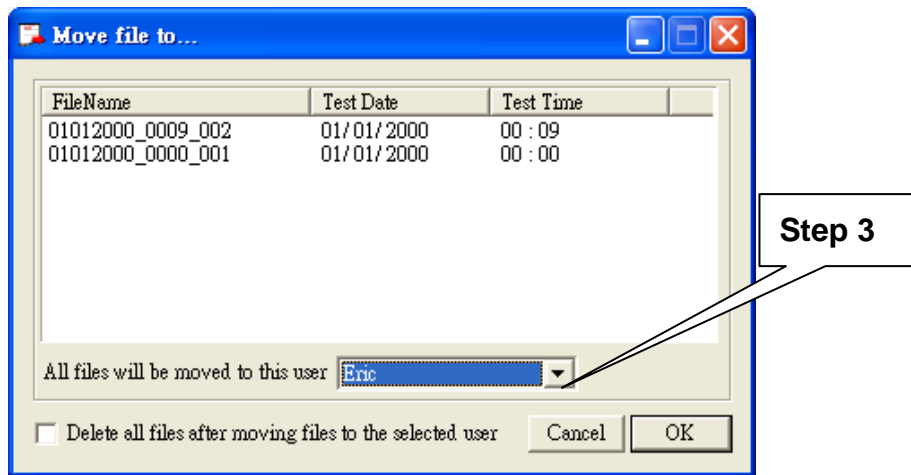 Move file to...
FileName Test Date Test Time
01012000_0009_002 01/01/2000 00 : 09
01012000_0000_001 01/01/2000 00 : 00
Step 3
All files will be moved to this user Eric
Delete all files after moving files to the selected user Cancel OK